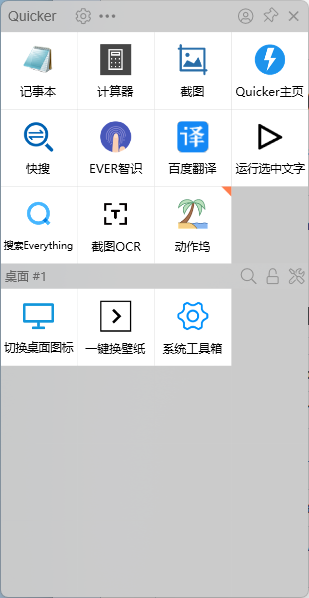 Quicker
记事本
计算器
截图
Quicker主页
快搜
EVER智识
译
百度翻译
运行选中文字
搜索Everything
T
截图OCR
动作坞
桌面 #1
切换桌面图标
一键换壁纸
系统工具箱